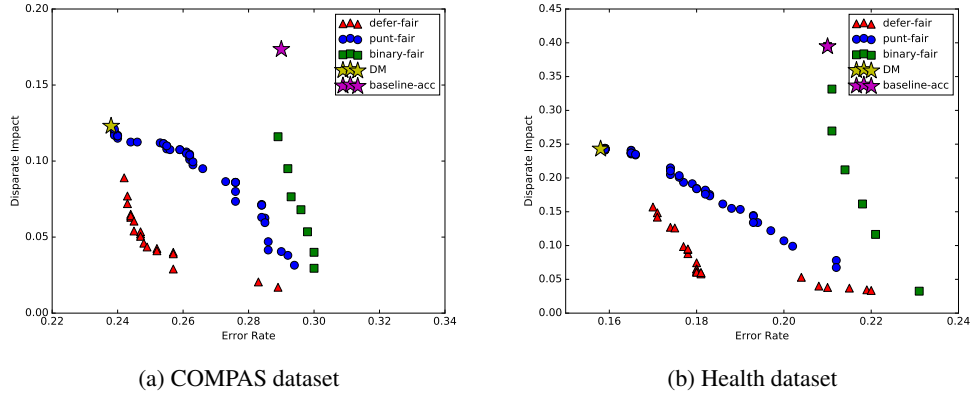 0.20
0.15
0.10
0.05
0.00
Disparate Impact
0.22 0.24 0.26 0.28 0.30 0.32 0.34
Error Rate
defer-fair
punt-fair
binary-fair
DM
baseline-acc
(a) COMPAS dataset
0.45
0.40
0.35
0.30
0.25
0.20
0.15
0.10
0.05
0.00
Disparate Impact
0.16 0.18 0.20 0.22 0.24
Error Rate
defer-fair
punt-fair
binary-fair
DM
baseline-acc
(b) Health dataset